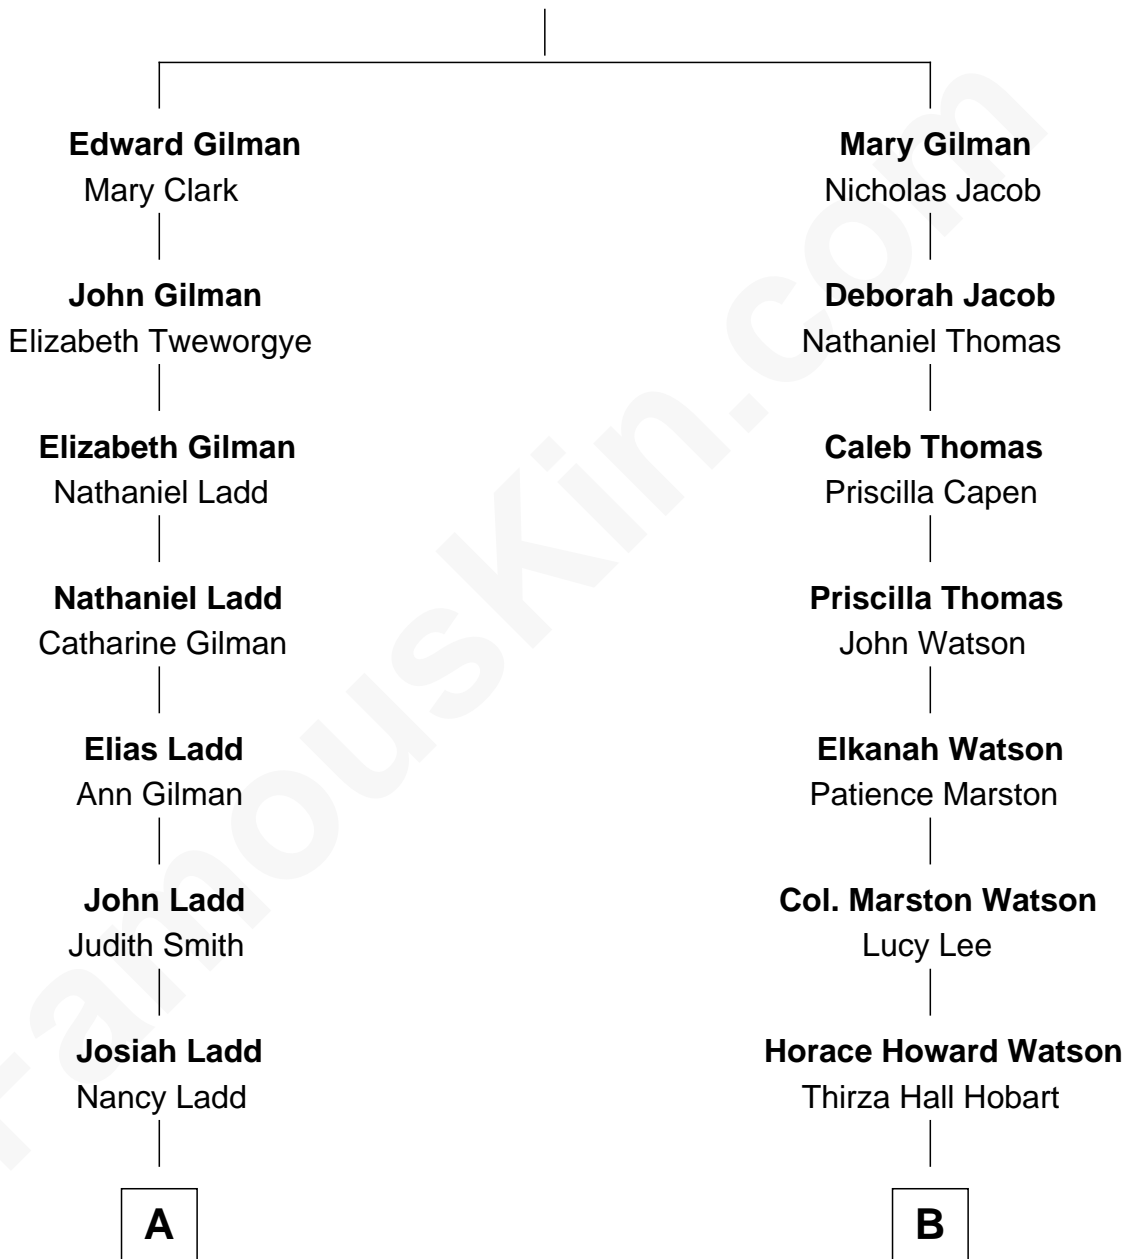 Edward Gilman
Mary Clark
John Gilman
Elizabeth Tweworgye
Elizabeth Gilman
Nathaniel Ladd
Nathaniel Ladd
Catharine Gilman
Elias Ladd
Ann Gilman
John Ladd
Judith Smith
Josiah Ladd
Nancy Ladd
A
Mary Gilman
Nicholas Jacob
Deborah Jacob
Nathaniel Thomas
Caleb Thomas
Priscilla Capen
Priscilla Thomas
John Watson
Elkanah Watson
Patience Marston
Col. Marston Watson
Lucy Lee
Horace Howard Watson
Thirza Hall Hobart
B
FamousKin.com